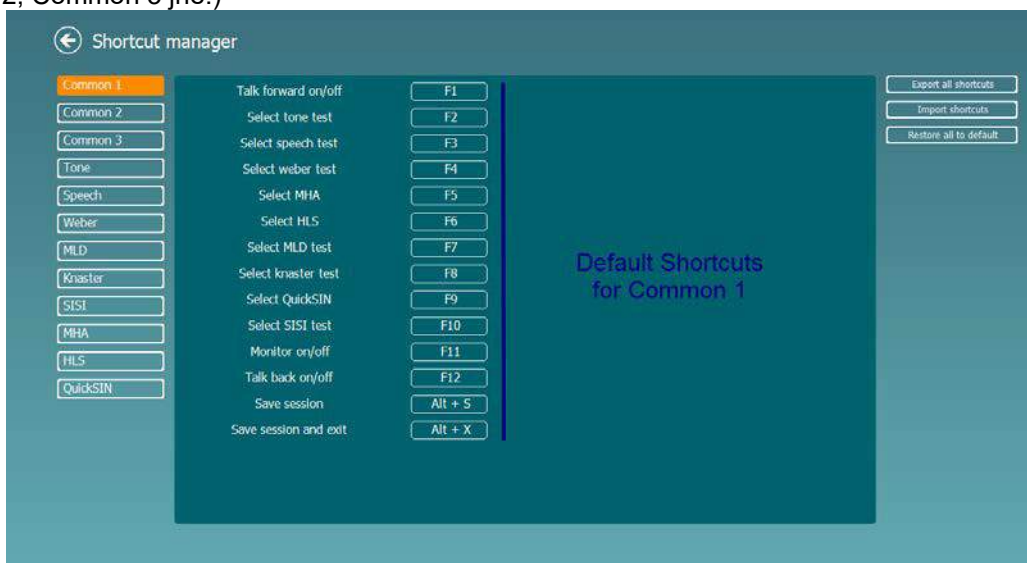 2, Common 3 jne.)
Shortcut manager
Common 1
Common 2
Common 3
Tone
Speech
Weber
MLD
Knaster
SISI
MHA
HLS
QuickSIN
Talk forward on/off F1
Select tone test F2
Select speech test F3
Select weber test F4
Select MHA F5
Select HLS F6
Select MLD test F7
Select knaster test F8
Select QuickSIN F9
Select SISI test F10
Monitor on/off F11
Talk back on/off F12
Save session Alt + S
Save session and exit Alt + X
Default Shortcuts
for Common 1
Export all shortcuts
Import shortcuts
Restore all to default